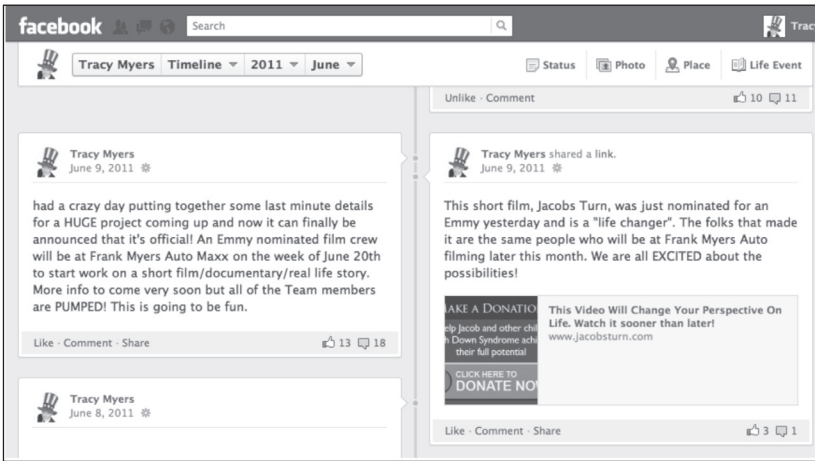 facebook
Search
Trac
Tracy Myers Timeline 2011 June
Status Photo Place Life Event
Unlike · Comment 10 11
Tracy Myers
June 9, 2011
had a crazy day putting together some last minute details
for a HUGE project coming up and now it can finally be
announced that it's official! An Emmy nominated film crew
will be at Frank Myers Auto Maxx on the week of June 20th
to start work on a short film/documentary/real life story.
More info to come very soon but all of the Team members
are PUMPED! This is going to be fun.
Like · Comment · Share 13 18
Tracy Myers
June 8, 2011
Tracy Myers shared a link.
June 9, 2011
This short film, Jacobs Turn, was just nominated for an
Emmy yesterday and is a "life changer". The folks that made
it are the same people who will be at Frank Myers Auto
filming later this month. We are all EXCITED about the
possibilities!
AKE A DONATIO
elp Jacob and other chil
h Down Syndrome achi
their full potential
CLICK HERE TO
DONATE NO
This Video Will Change Your Perspective On
Life. Watch it sooner than later!
www.jacobsturn.com
Like · Comment · Share 3 1